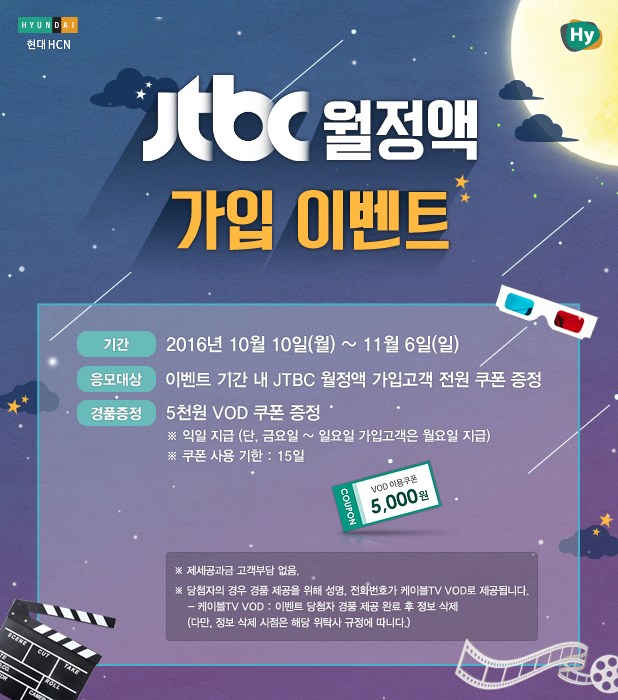 HYUNDAI
현대 HCN
Hy
Jtbc 월정액
가입 이벤트
기간 2016년 10월 10일(월) ~ 11월 6일(일)
응모대상 이벤트 기간 내 JTBC 월정액 가입고객 전원 쿠폰 증정
경품증정 5천원 VOD 쿠폰 증정
※ 익일 지급 (단, 금요일 ~ 일요일 가입고객은 월요일 지급)
※ 쿠폰 사용 기한 : 15일
COUPON
VOD 이용쿠폰
5,000원
※ 제세공과금 고객부담 없음.
※ 당첨자의 경우 경품 제공을 위해 성명, 전화번호가 케이블TV VOD로 제공됩니다.
– 케이블TV VOD : 이벤트 당첨자 경품 제공 완료 후 정보 삭제
(다만, 정보 삭제 시점은 해당 위탁사 규정에 따니다.)
SCENE CUT TAKE
ROLL